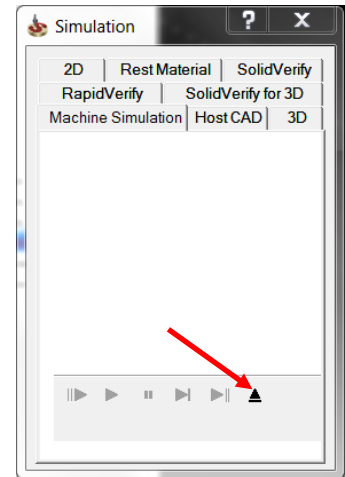 Simulation ? X
2D Rest Material SolidVerify
RapidVerify SolidVerify for 3D
Machine Simulation Host CAD 3D